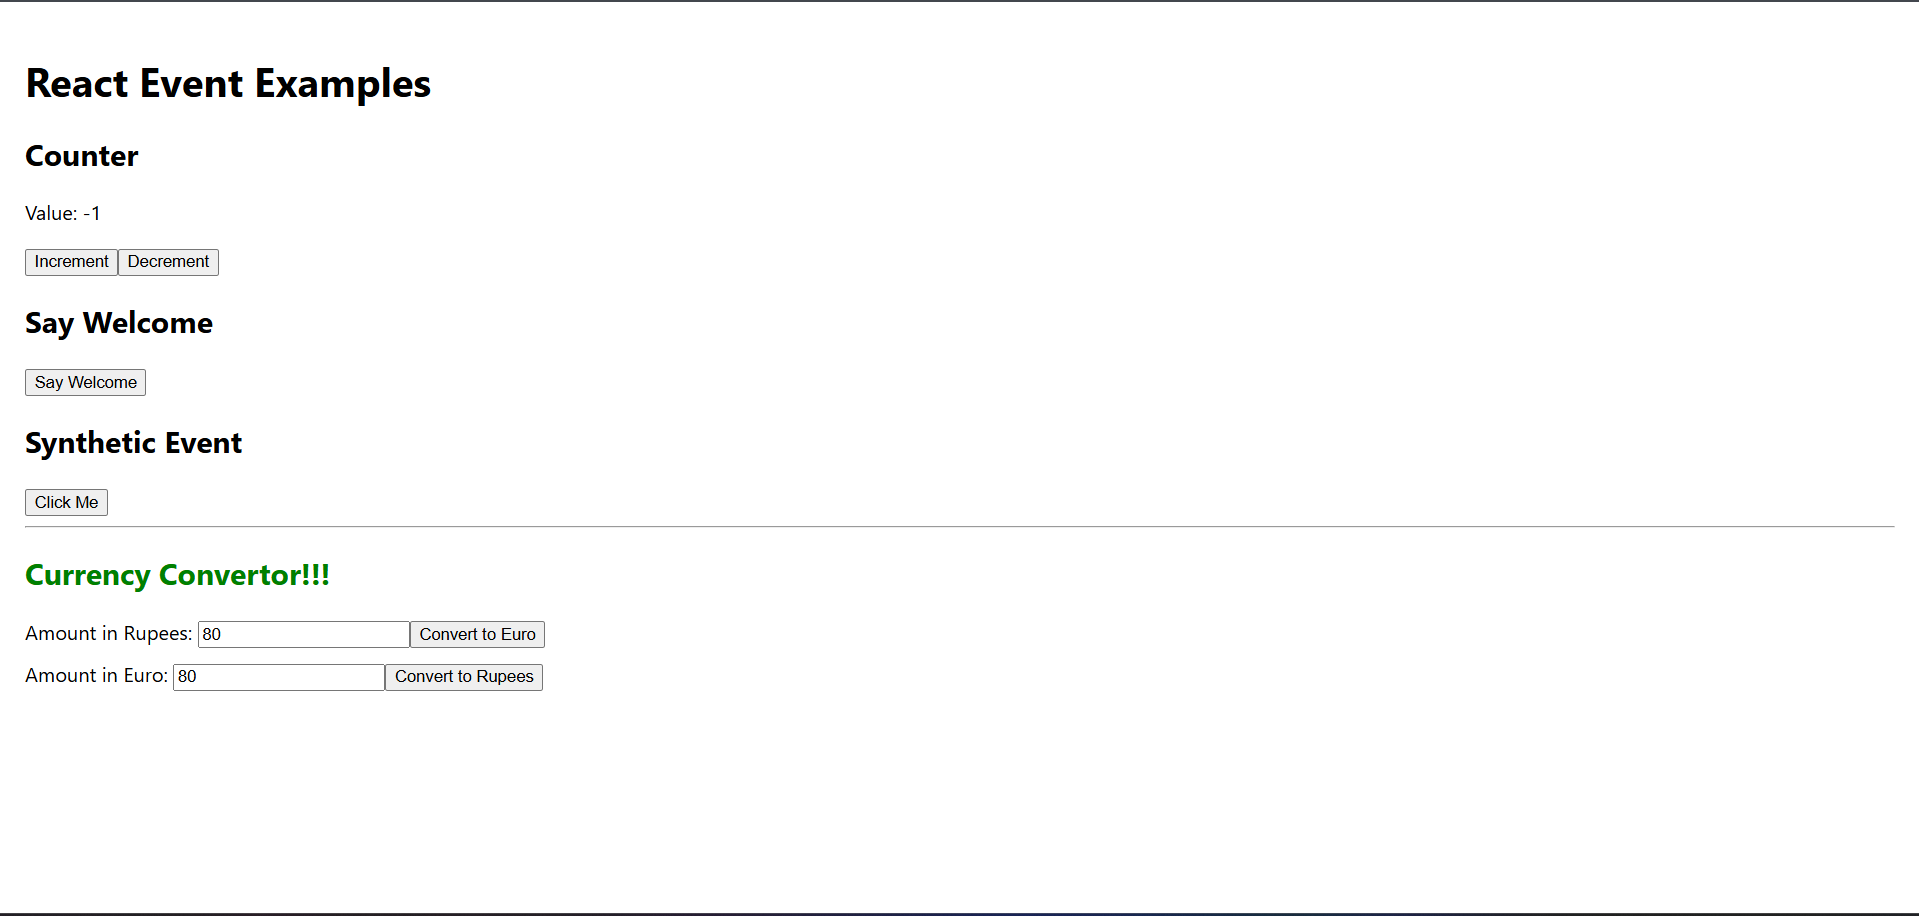 React Event Examples
Counter
Value: -1
Increment Decrement
Say Welcome
Say Welcome
Synthetic Event
Click Me
Currency Convertor!!!
Amount in Rupees: 80 Convert to Euro
Amount in Euro: 80 Convert to Rupees